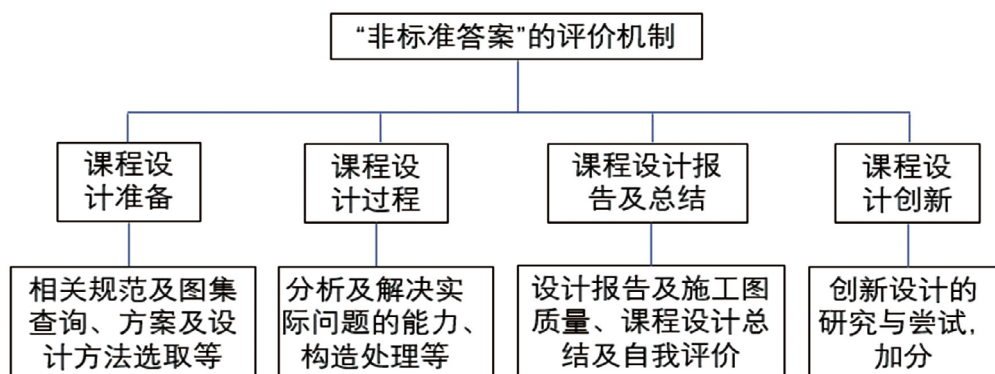 “非标准答案”的评价机制
课程设
计准备
课程设
计过程
课程设计报
告及总结
课程设
计创新
相关规范及图集
查询、方案及设
计方法选取等
分析及解决实
际问题的能力、
构造处理等
设计报告及施工图
质量、课程设计总
结及自我评价
创新设计的
研究与尝试，
加分